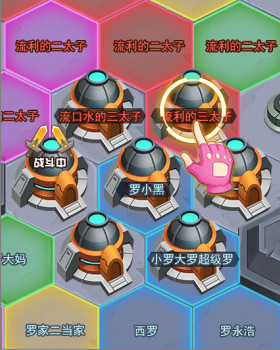 流利的二太子
流利的二太子
流利的二太子
二太子
流口水的三太子
流利的三太子
战斗中
罗小黑
大妈
小罗大罗超级罗
罗家二当家
西罗
罗永浩